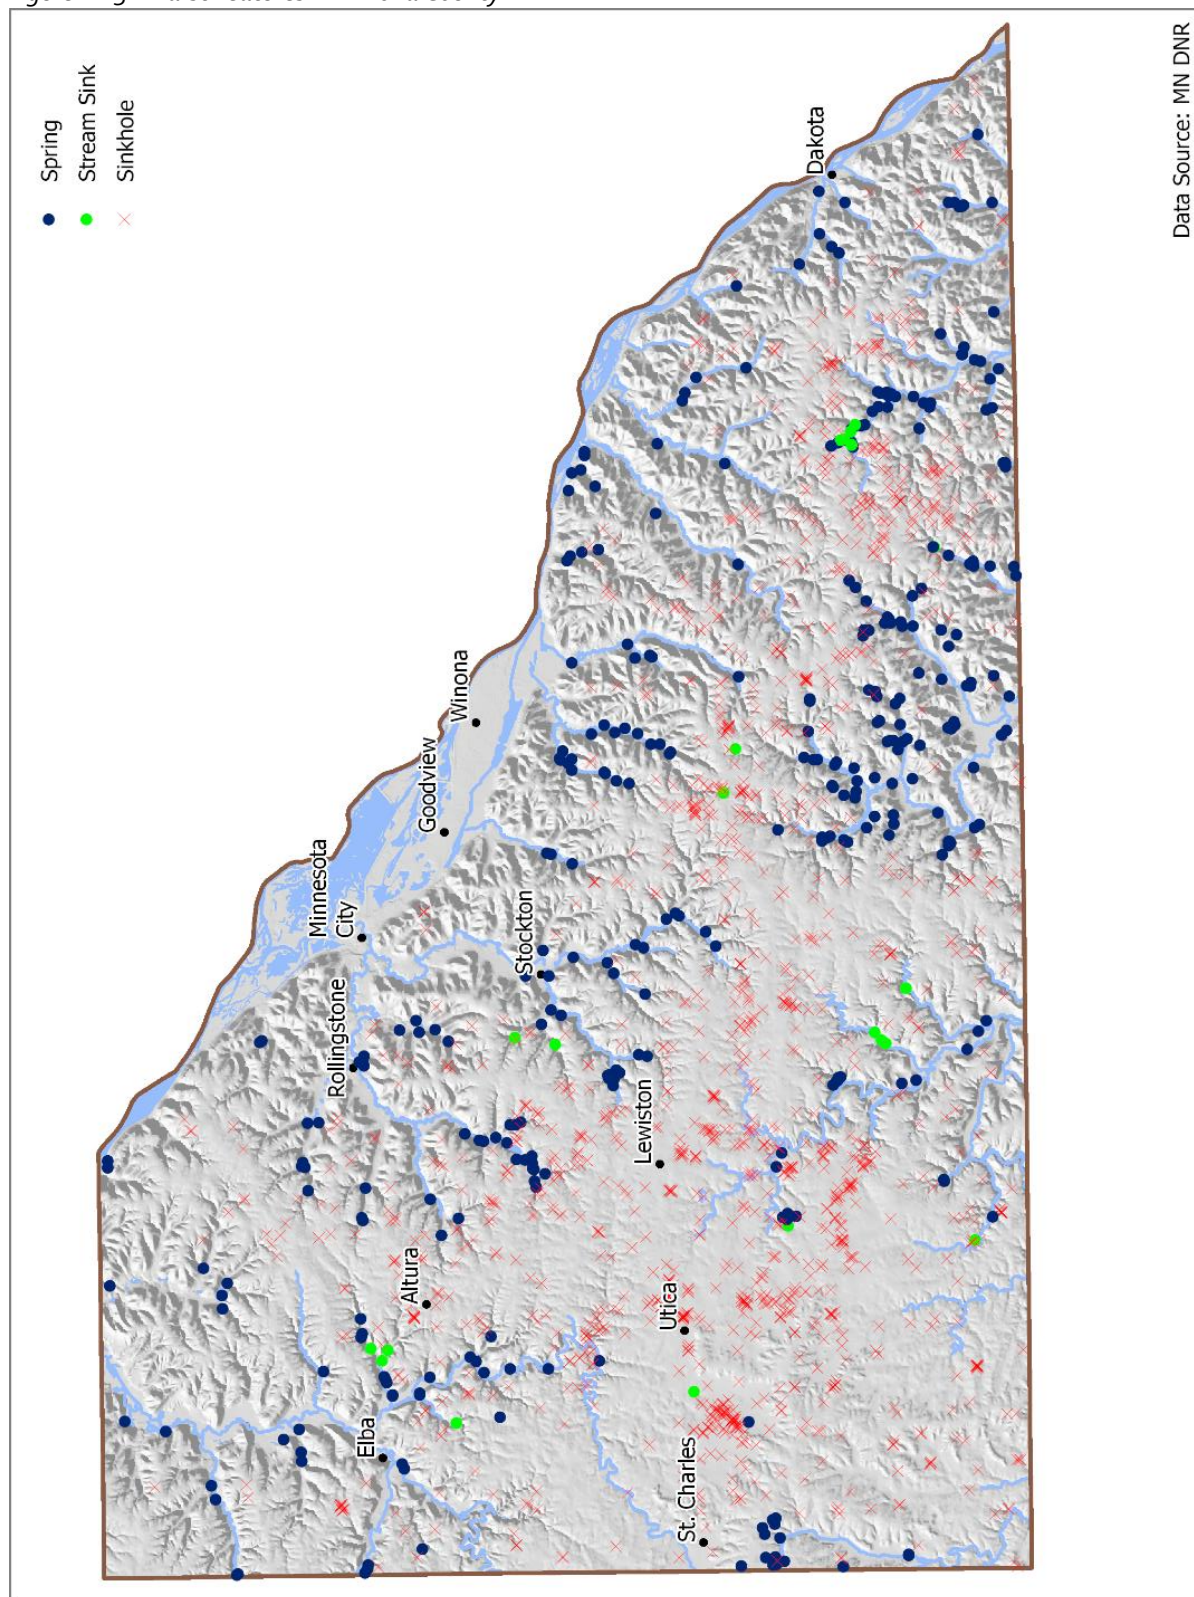 Spring
Stream Sink
Sinkhole
Dakota
Winona
Goodview
Minnesota
City
Stockton
Rollingstone
Lewiston
Altura
Utica
Elba
St. Charles
Data Source: MN DNR